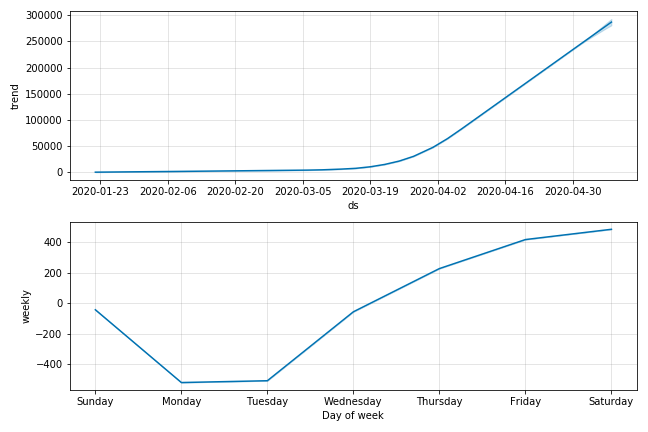 300000
250000
200000
150000
100000
50000
0
trend
2020-01-23 2020-02-06 2020-02-20 2020-03-05 2020-03-19 2020-04-02 2020-04-16 2020-04-30
ds
400
200
0
−200
−400
weekly
Sunday Monday Tuesday Wednesday Thursday Friday Saturday
Day of week